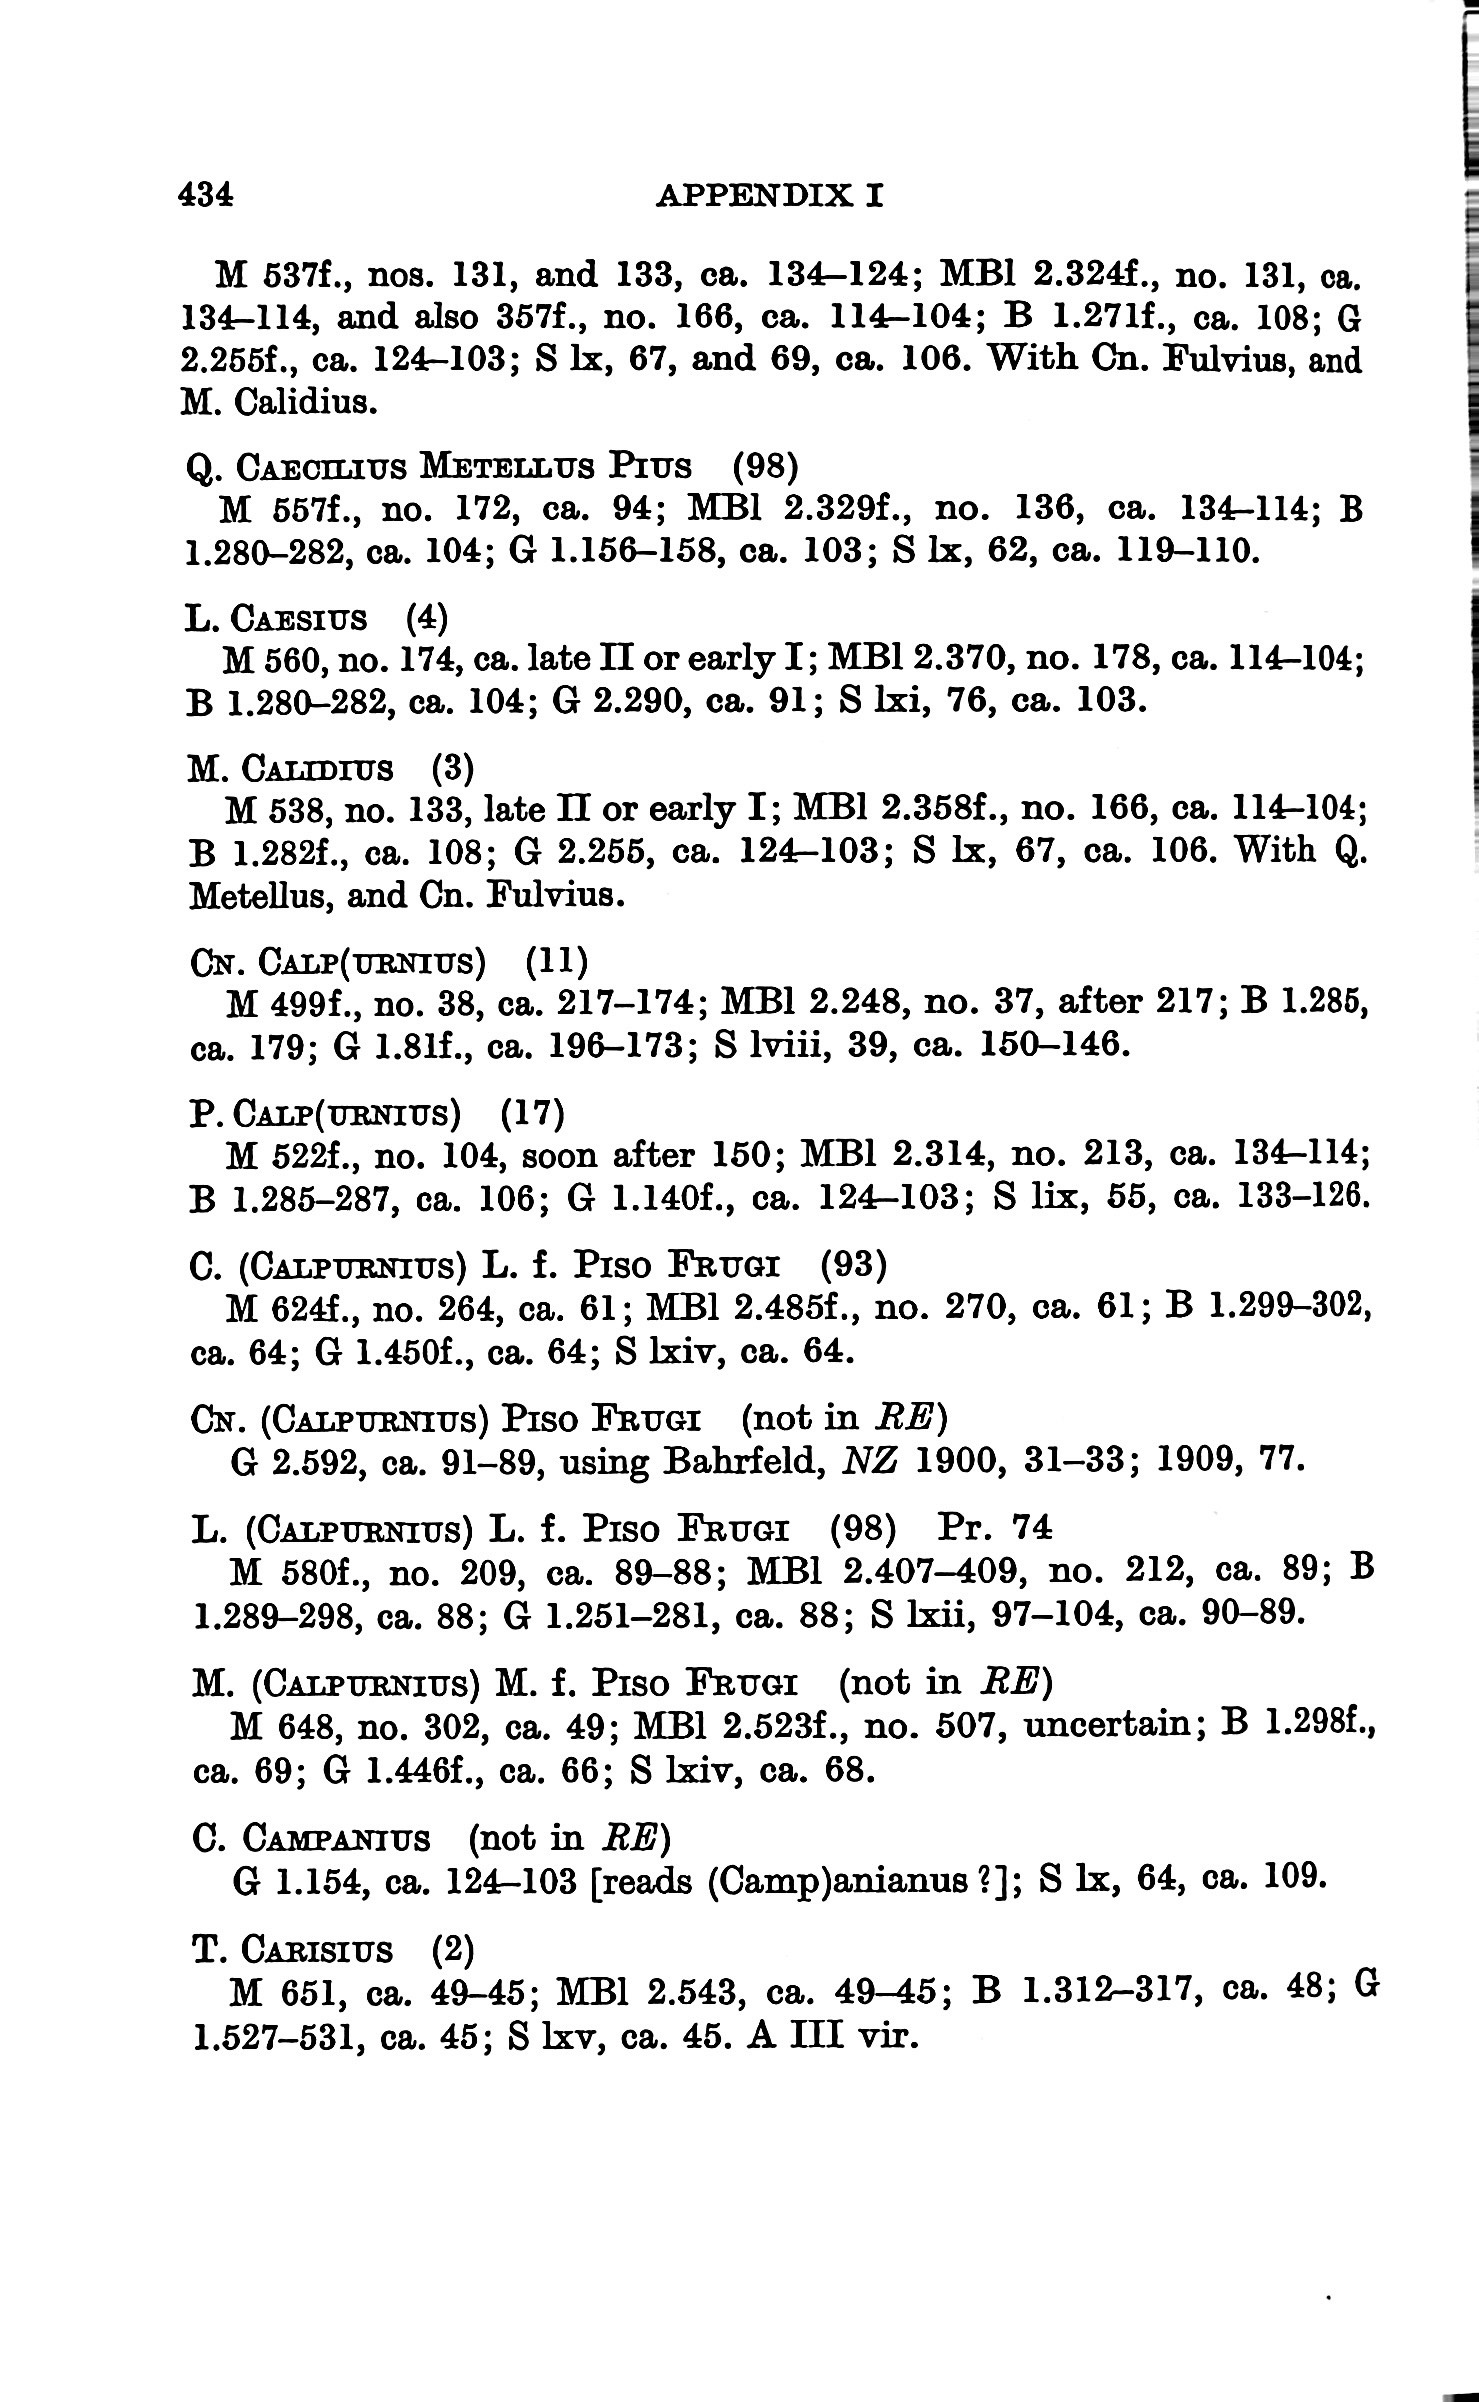 434 APPENDIX I
M 537f., nos. 131, and 133, ca. 134–124; MBl 2.324f., no. 131, ca.
134–114, and also 357f., no. 166, ca. 114–104; B 1.271f., ca. 108; G
2.255f., ca. 124–103; S lx, 67, and 69, ca. 106. With Cn. Fulvius, and
M. Calidius.
Q. CAECILIUS METELLUS PIUS (98)
M 557f., no. 172, ca. 94; MBl 2.329f., no. 136, ca. 134–114; B
1.280–282, ca. 104; G 1.156–158, ca. 103; S lx, 62, ca. 119–110.
L. CAESIUS (4)
M 560, no. 174, ca. late II or early I; MBl 2.370, no. 178, ca. 114–104;
B 1.280–282, ca. 104; G 2.290, ca. 91; S lxi, 76, ca. 103.
M. CALIDIUS (3)
M 538, no. 133, late II or early I; MBl 2.358f., no. 166, ca. 114–104;
B 1.282f., ca. 108; G 2.255, ca. 124–103; S lx, 67, ca. 106. With Q.
Metellus, and Cn. Fulvius.
CN. CALP(URNIUS) (11)
M 499f., no. 38, ca. 217–174; MBl 2.248, no. 37, after 217; B 1.285,
ca. 179; G 1.81f., ca. 196–173; S lviii, 39, ca. 150–146.
P. CALP(URNIUS) (17)
M 522f., no. 104, soon after 150; MBl 2.314, no. 213, ca. 134–114;
B 1.285–287, ca. 106; G 1.140f., ca. 124–103; S lix, 55, ca. 133–126.
C. (CALPURNIUS) L. f. PISO FRUGI (93)
M 624f., no. 264, ca. 61; MBl 2.485f., no. 270, ca. 61; B 1.299–302,
ca. 64; G 1.450f., ca. 64; S lxiv, ca. 64.
CN. (CALPURNIUS) PISO FRUGI (not in RE)
G 2.592, ca. 91–89, using Bahrfeld, NZ 1900, 31–33; 1909, 77.
L. (CALPURNIUS) L. f. PISO FRUGI (98) Pr. 74
M 580f., no. 209, ca. 89–88; MBl 2.407–409, no. 212, ca. 89; B
1.289–298, ca. 88; G 1.251–281, ca. 88; S lxii, 97–104, ca. 90–89.
M. (CALPURNIUS) M. f. PISO FRUGI (not in RE)
M 648, no. 302, ca. 49; MBl 2.523f., no. 507, uncertain; B 1.298f.,
ca. 69; G 1.446f., ca. 66; S lxiv, ca. 68.
C. CAMPANIUS (not in RE)
G 1.154, ca. 124–103 [reads (Camp)anianus ?]; S lx, 64, ca. 109.
T. CARISIUS (2)
M 651, ca. 49–45; MBl 2.543, ca. 49–45; B 1.312–317, ca. 48; G
1.527–531, ca. 45; S lxv, ca. 45. A III vir.